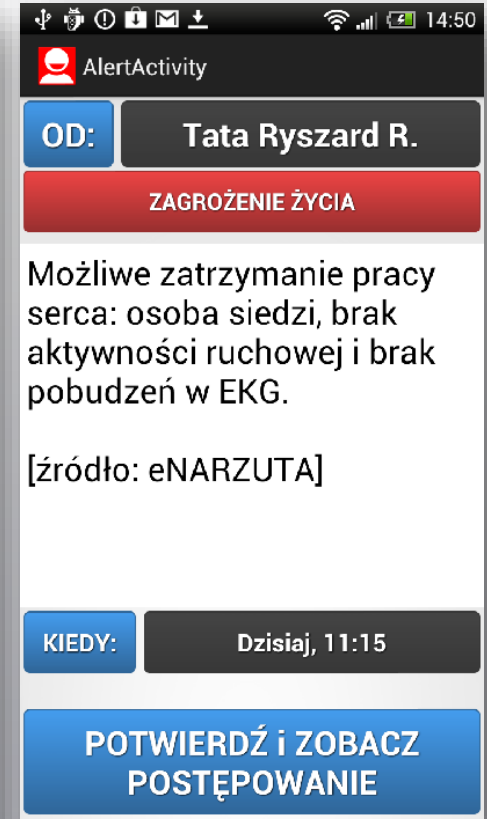 14:50
AlertActivity
OD:
Tata Ryszard R.
ZAGROŻENIE ŻYCIA
Możliwe zatrzymanie pracy
serca: osoba siedzi, brak
aktywności ruchowej i brak
pobudzeń w EKG.
[źródło: eNARZUTA]
KIEDY:
Dzisiaj, 11:15
POTWIERDŹ i ZOBACZ
POSTĘPOWANIE